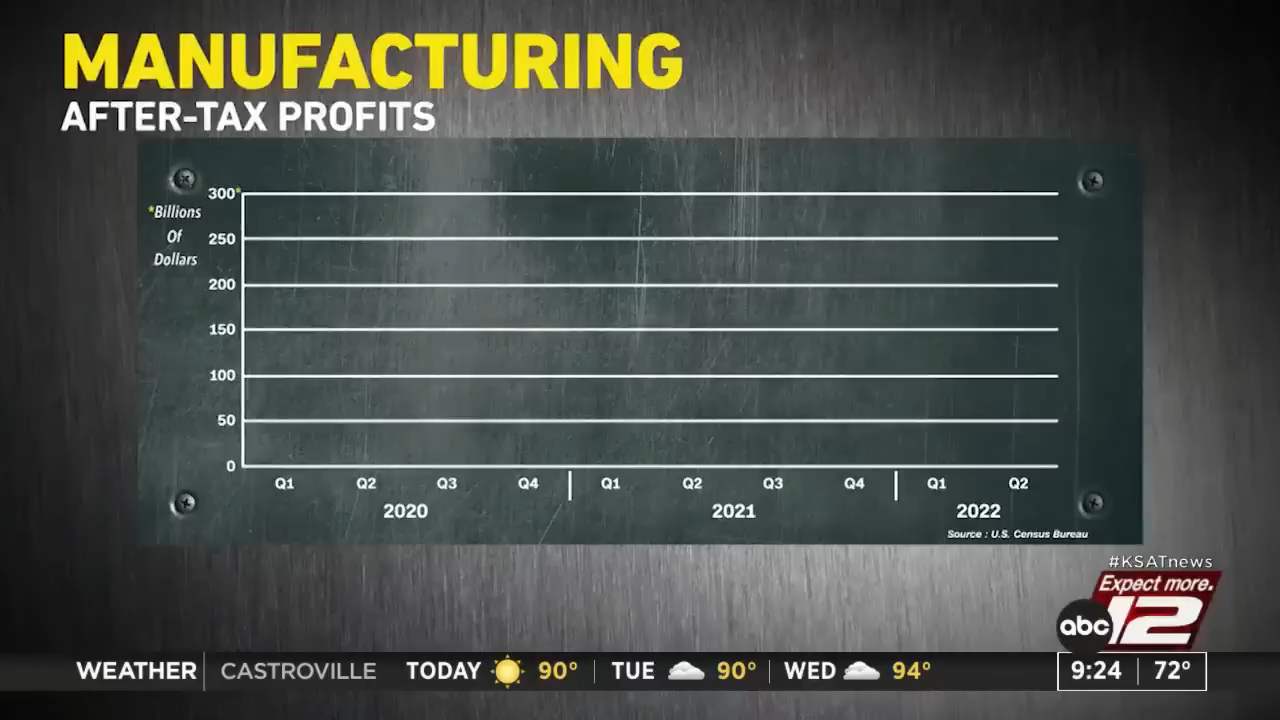 MANUFACTURING
AFTER-TAX PROFITS
300*
*Billions
Of
Dollars
250
200
150
100
50
0
Q1 Q2 Q3 Q4 Q1 Q2 Q3 Q4 Q1 Q2
2020 2021 2022
Source : U.S. Census Bureau
#KSATnews
Expect more.
abc 12
WEATHER CASTROVILLE TODAY 90° TUE 90° WED 94° 9:24 72°